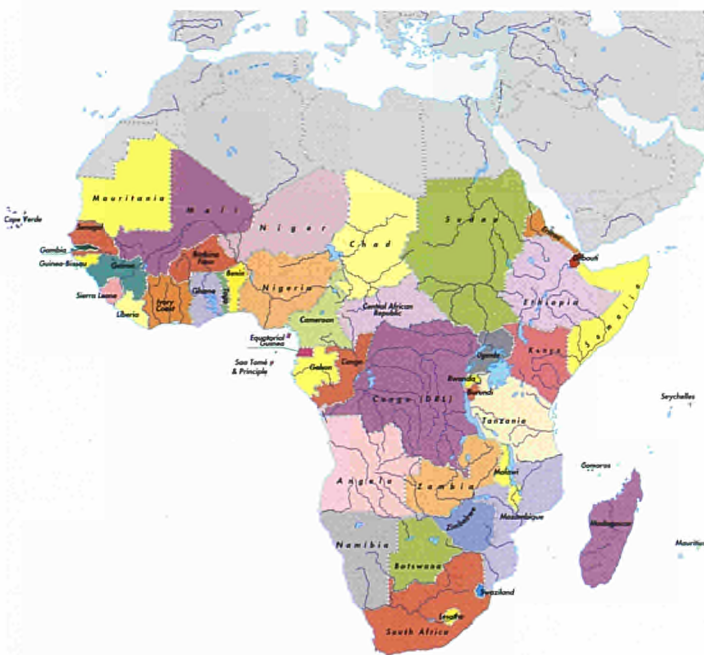 Mauritania
Mali
Niger
Chad
Sudan
Eritrea
Djibouti
Cape Verde
Senegal
Gambia
Guinea-Bissau
Guinea
Sierra Leone
Liberia
Ivory
Coast
Burkina
Faso
Ghana
Togo
Benin
Nigeria
Cameroon
Central African
Republic
Ethiopia
Somalia
Equatorial
Guinea
Sao Tomé
& Principle
Gabon
Congo
Congo (DRC)
Uganda
Kenya
Rwanda
Burundi
Tanzania
Seychelles
Comoros
Angola
Zambia
Malawi
Mozambique
Zimbabwe
Madagascar
Mauritius
Namibia
Botswana
Swaziland
Lesotho
South Africa